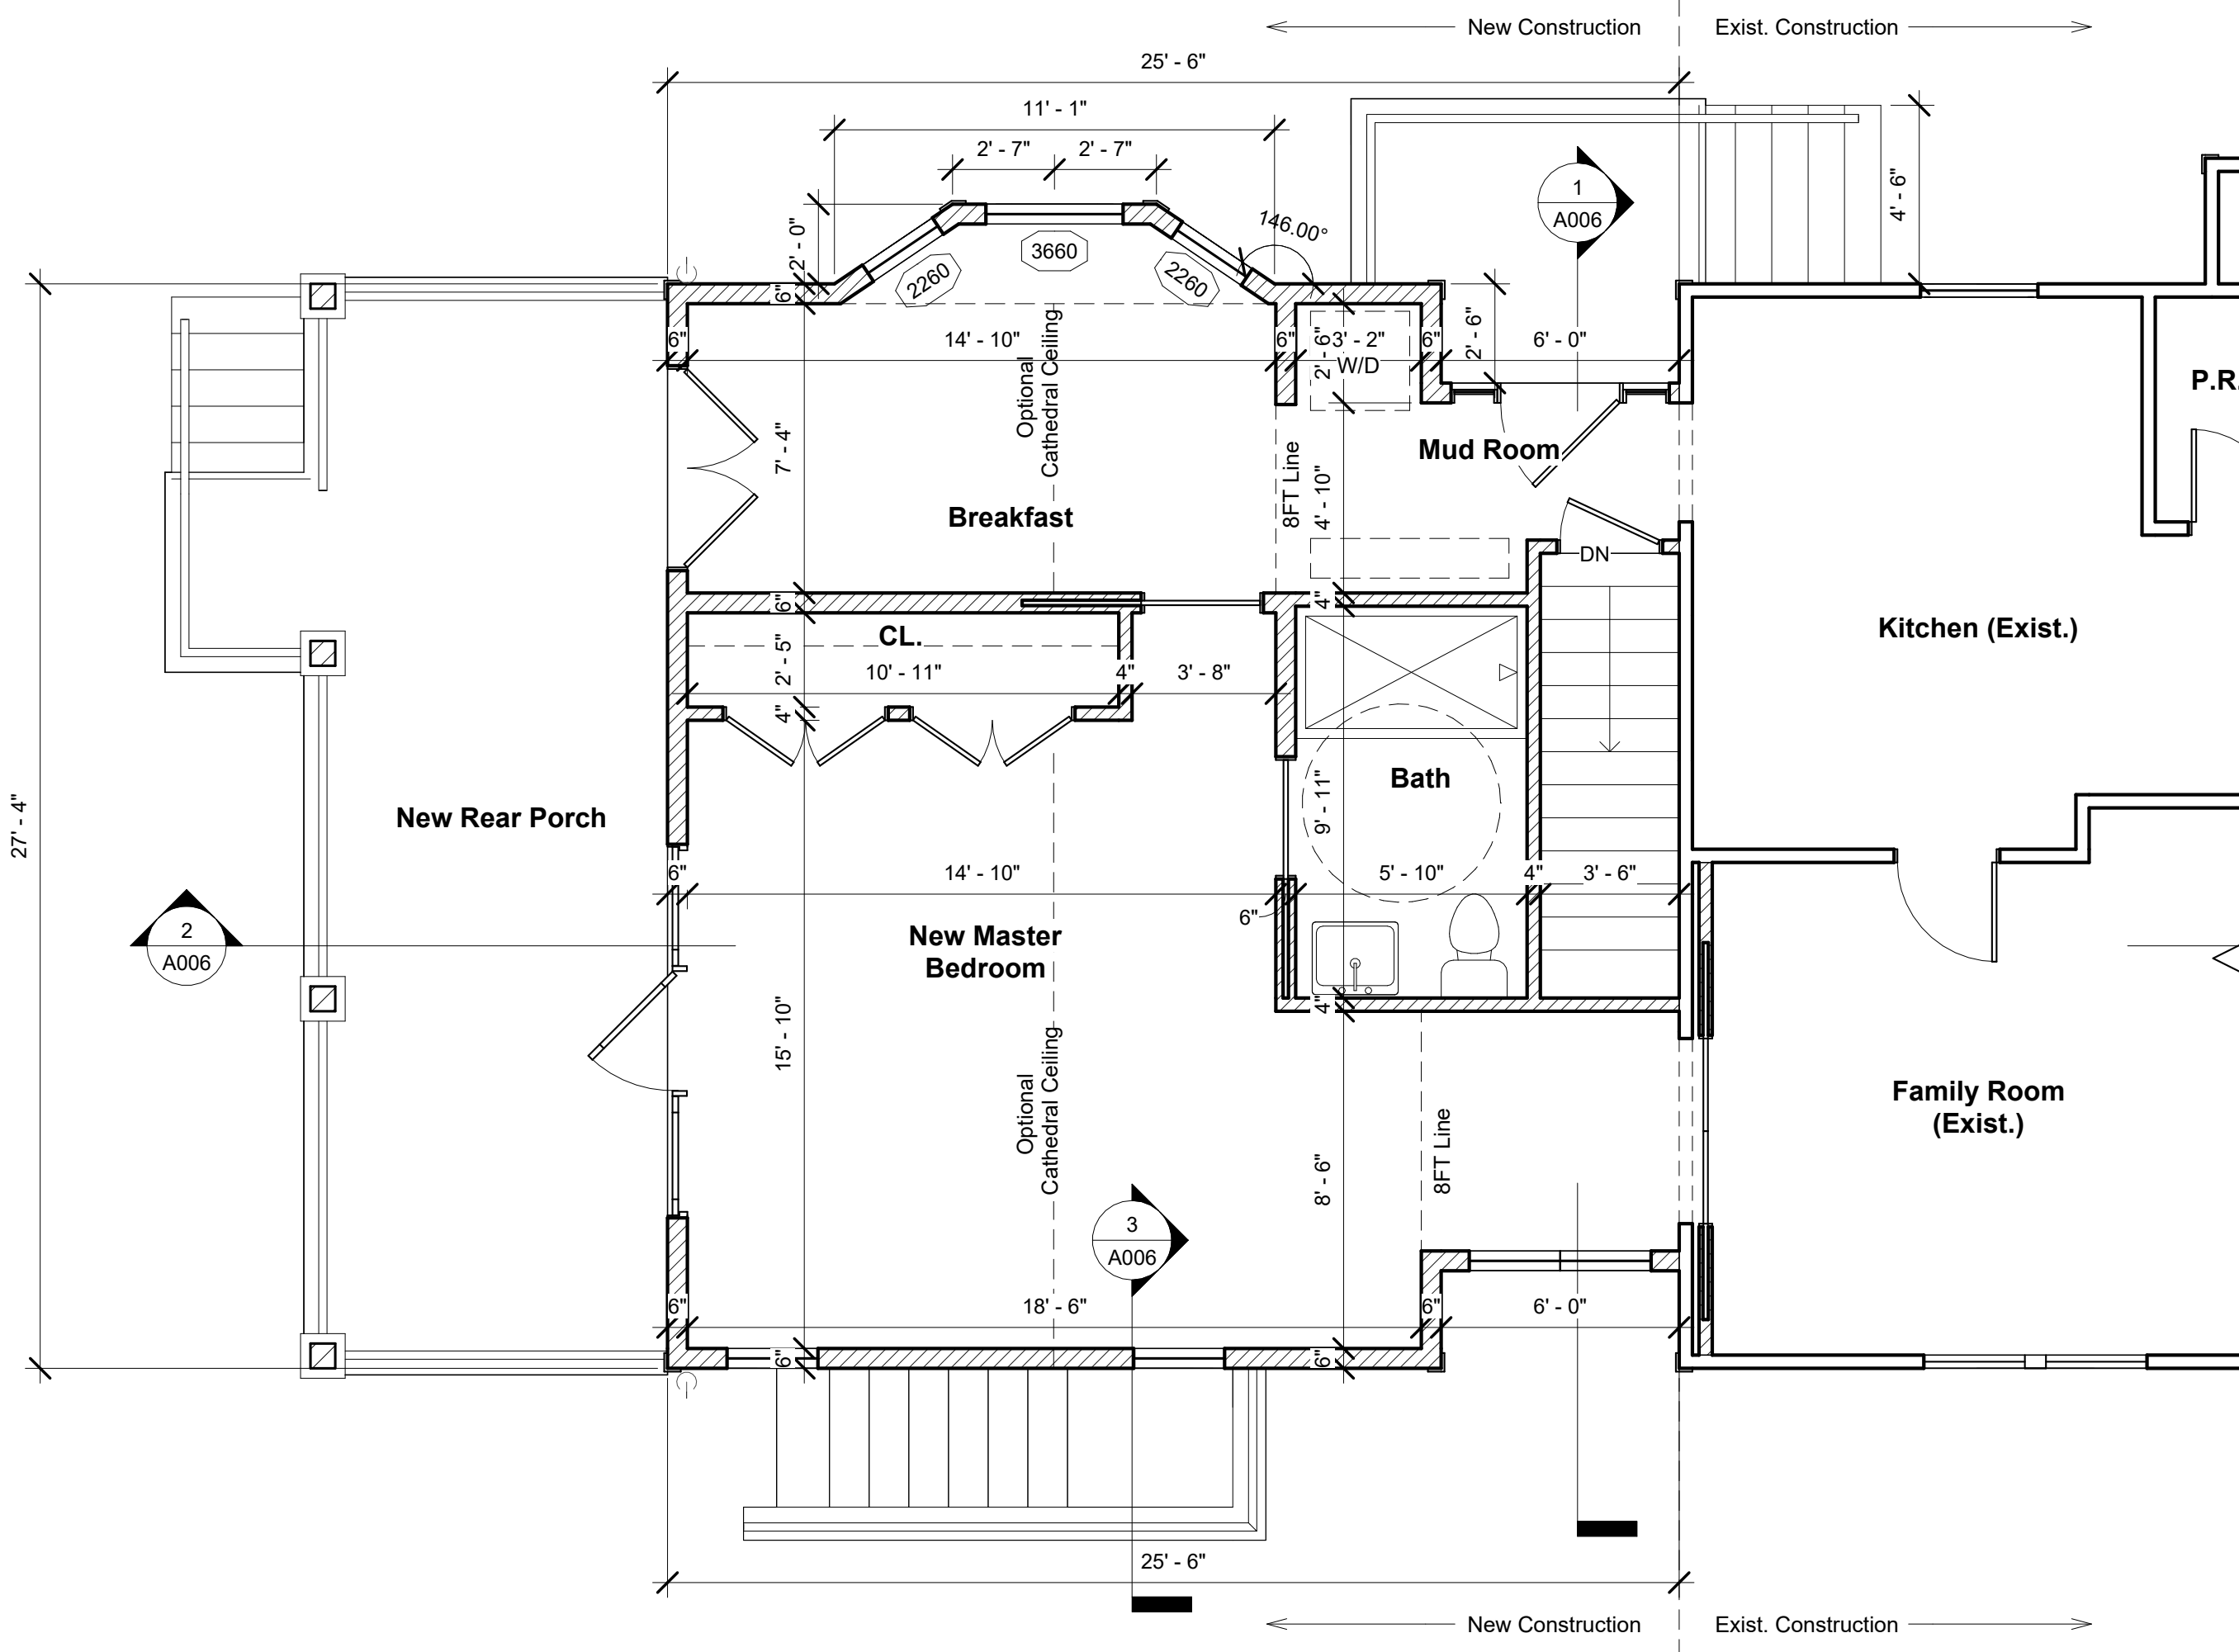 New Construction
Exist. Construction
25' - 6"
11' - 1"
2' - 7"
2' - 7"
1
A006
4' - 6"
2' - 0"
146.00°
3660
2260
2260
6"
6"
14' - 10"
6"
3' - 2"
6"
2' - 6"
6' - 0"
2' - 6"
W/D
P.R.
Optional
Cathedral Ceiling
7' - 4"
Mud Room
8FT Line
4' - 10"
Breakfast
DN
6"
4"
CL.
Kitchen (Exist.)
2' - 5"
10' - 11"
4"
3' - 8"
4"
Bath
9' - 11"
New Rear Porch
27' - 4"
6"
14' - 10"
5' - 10"
4"
3' - 6"
6"
2
A006
New Master
Bedroom
4"
15' - 10"
Optional
Cathedral Ceiling
Family Room
(Exist.)
8FT Line
8' - 6"
3
A006
6"
18' - 6"
6"
6' - 0"
6"
6"
25' - 6"
New Construction
Exist. Construction